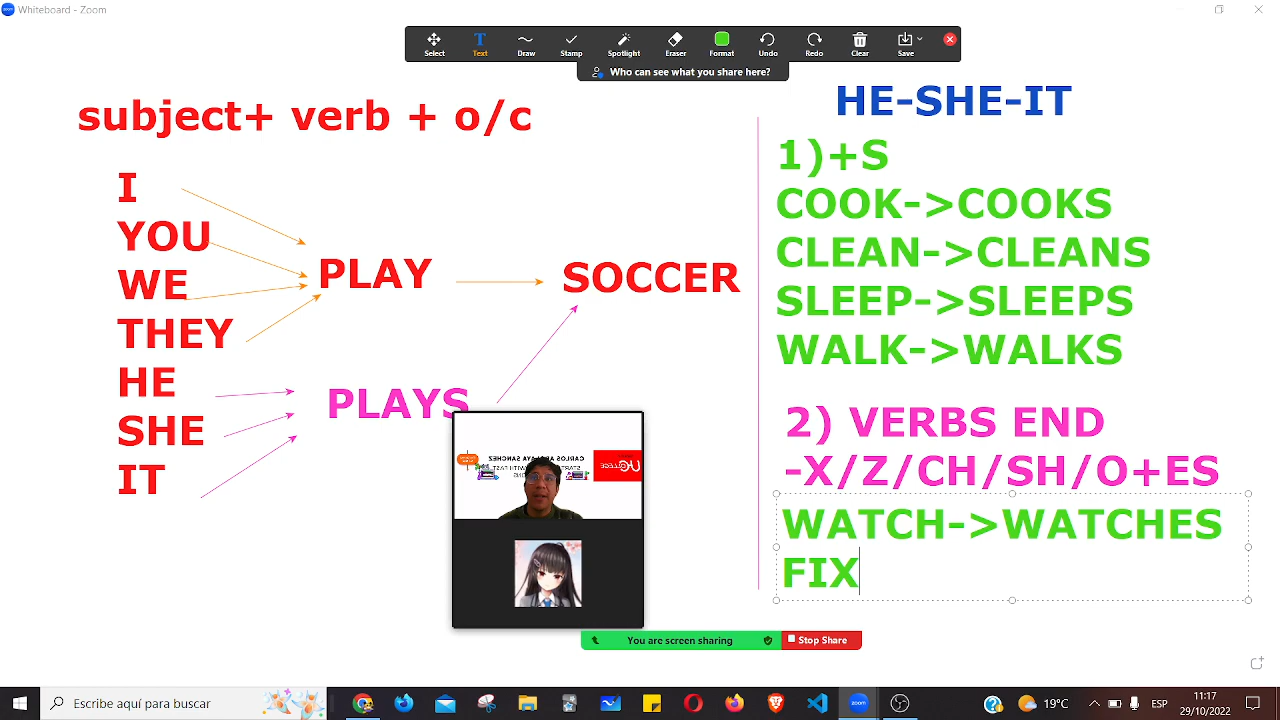 Whiteboard - Zoom
Select
Text
Draw
Stamp
Spotlight
Eraser
Format
Undo
Redo
Clear
Save
Who can see what you share here?
subject+ verb + o/c
I
YOU
WE
THEY
HE
SHE
IT
PLAY
PLAYS
SOCCER
HE-SHE-IT
1)+S
COOK->COOKS
CLEAN->CLEANS
SLEEP->SLEEPS
WALK->WALKS
2) VERBS END
-X/Z/CH/SH/O+ES
WATCH->WATCHES
FIX
You are screen sharing
Stop Share
Escribe aquí para buscar
zoom
19°C
ESP
11:17
29/10/2022